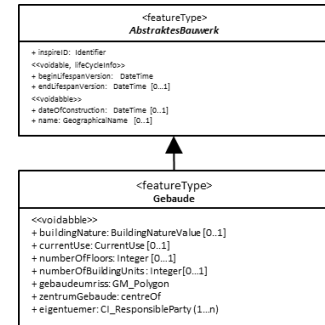 <featureType>
AbstraktesBauwerk
+ inspireID: Identifier
<<voidable, lifeCycleInfo>>
+ beginLifespanVersion: DateTime
+ endLifespanVersion: DateTime [0..1]
<<voidabble>>
+ dateOfConstruction: DateTime [0..1]
+ name: GeographicalName [0..1]
<featureType>
Gebaude
<<voidabble>>
+ buildingNature: BuildingNatureValue [0..1]
+ currentUse: CurrentUse [0..1]
+ numberOfFloors: Integer [0..1]
+ numberOfBuildingUnits: Integer[0..1]
+ gebaudeumriss: GM_Polygon
+ zentrumGebaude: centreOf
+ eigentuemer: CI_ResponsibleParty (1...n)